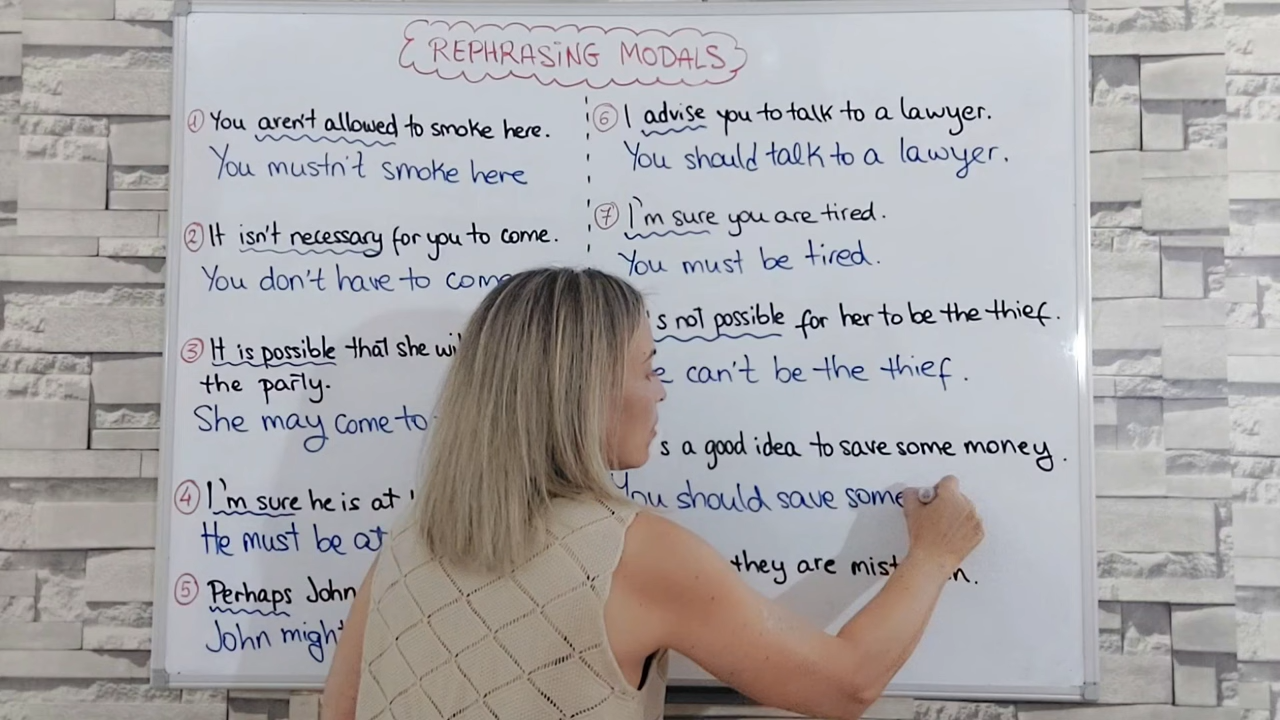 REPHRASING MODALS
① You aren't allowed to smoke here.
You mustn't smoke here
② It isn't necessary for you to come.
You don't have to come
③ It is possible that she
the party.
She may come to
④ I'm sure he is at
He must be at
⑤ Perhaps John
John might
⑥ I advise you to talk to a lawyer.
You should talk to a lawyer.
⑦ I'm sure you are tired.
You must be tired.
not possible for her to be the thief.
can't be the thief.
a good idea to save some money.
You should save some
they are